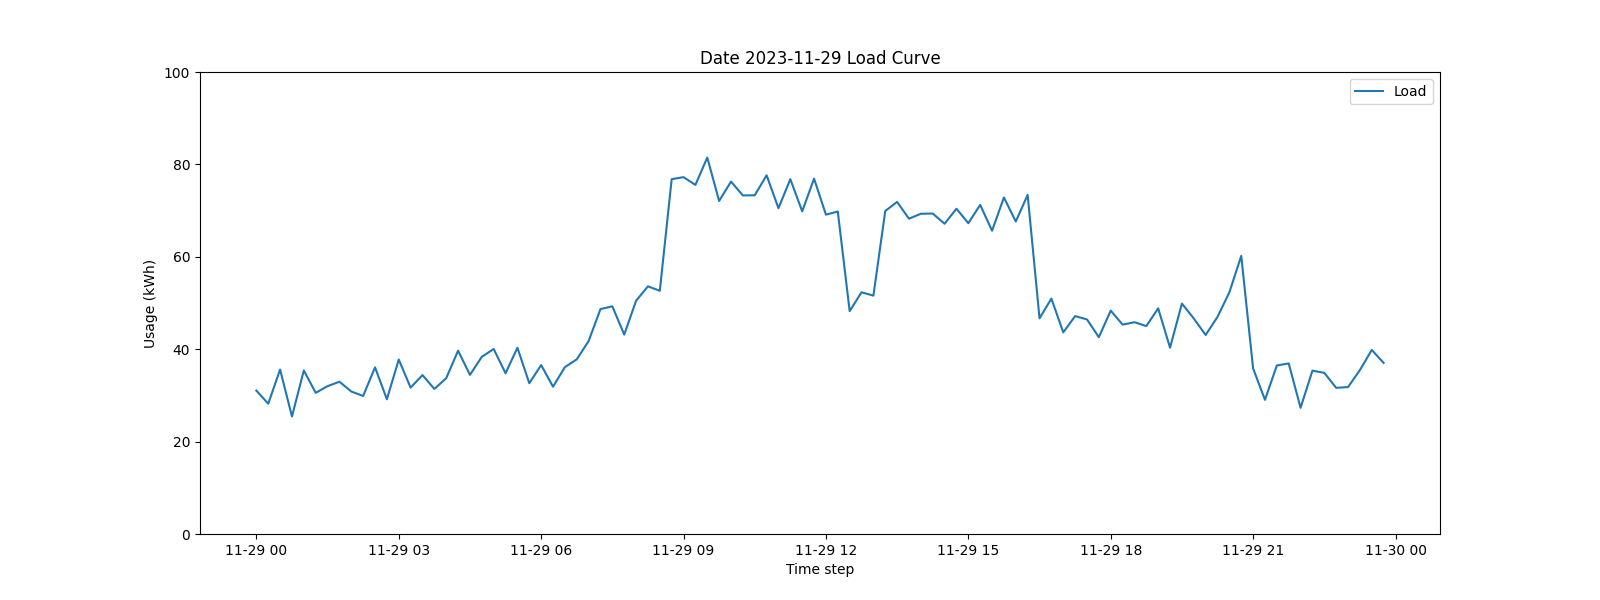 Date 2023-11-29 Load Curve
Load
Usage (kWh)
100
80
60
40
20
0
11-29 00 11-29 03 11-29 06 11-29 09 11-29 12 11-29 15 11-29 18 11-29 21 11-30 00
Time step